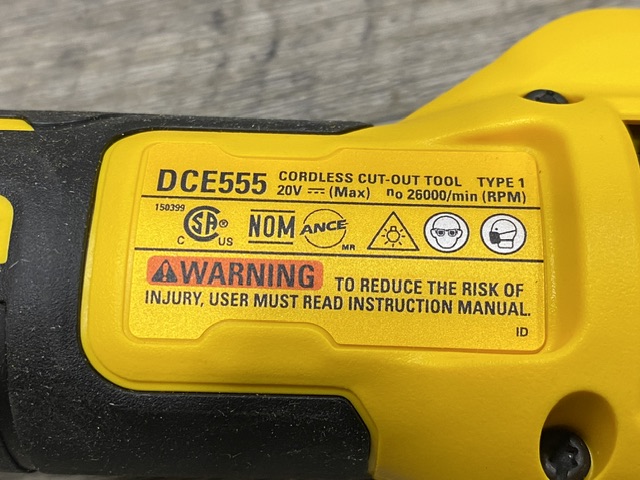 DCE555 CORDLESS CUT-OUT TOOL TYPE 1
20V ⎓ (Max) no 26000/min (RPM)
150399
CSA ®
C US
NOM ANCE MR
⚠WARNING TO REDUCE THE RISK OF
INJURY, USER MUST READ INSTRUCTION MANUAL.
ID